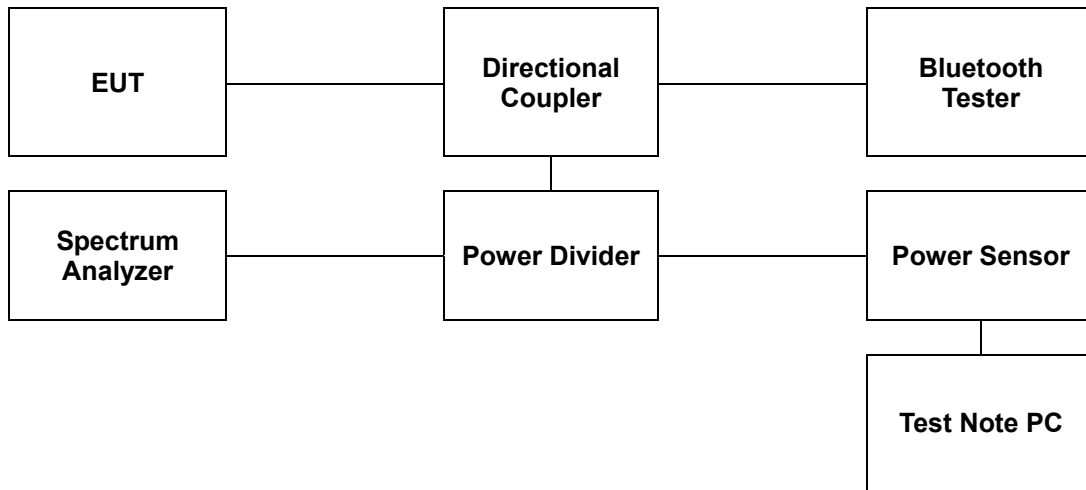 EUT
Directional
Coupler
Bluetooth
Tester
Spectrum
Analyzer
Power Divider
Power Sensor
Test Note PC